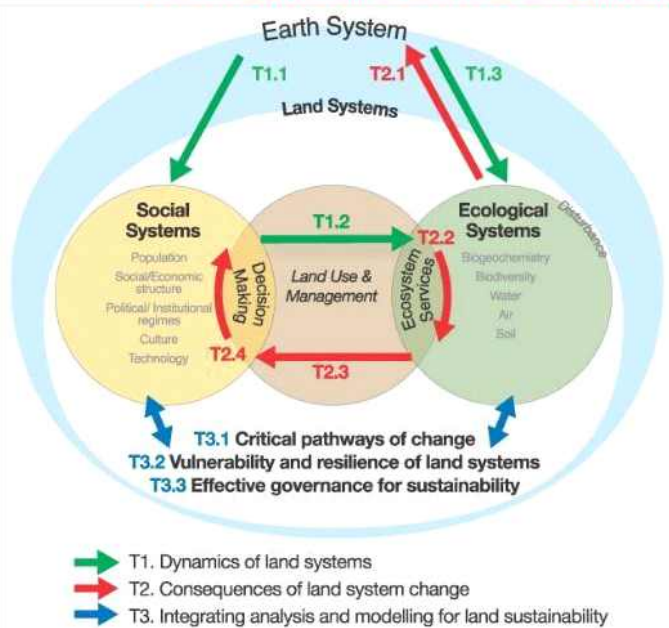 Earth System
T1.1
T2.1
T1.3
Land Systems
Social
Systems
Population
Social/Economic
structure
Political/ Institutional
regimes
Culture
Technology
Decision
Making
T2.4
T1.2
Land Use &
Management
T2.3
T2.2
Ecosystem
Services
Ecological
Systems
Biogeochemistry
Biodiversity
Water
Air
Soil
Disturbance
T3.1 Critical pathways of change
T3.2 Vulnerability and resilience of land systems
T3.3 Effective governance for sustainability
T1. Dynamics of land systems
T2. Consequences of land system change
T3. Integrating analysis and modelling for land sustainability